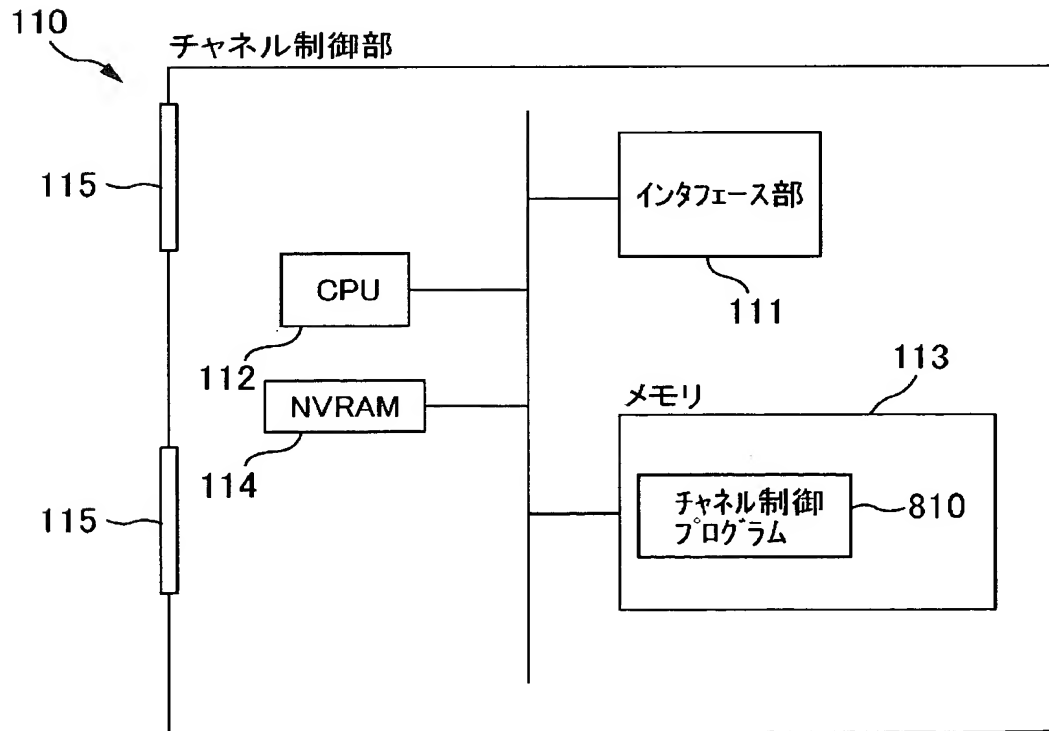 110
チャネル制御部
115
インタフェース部
111
CPU
112
NVRAM
114
113
メモリ
チャネル制御
プログラム
810
115